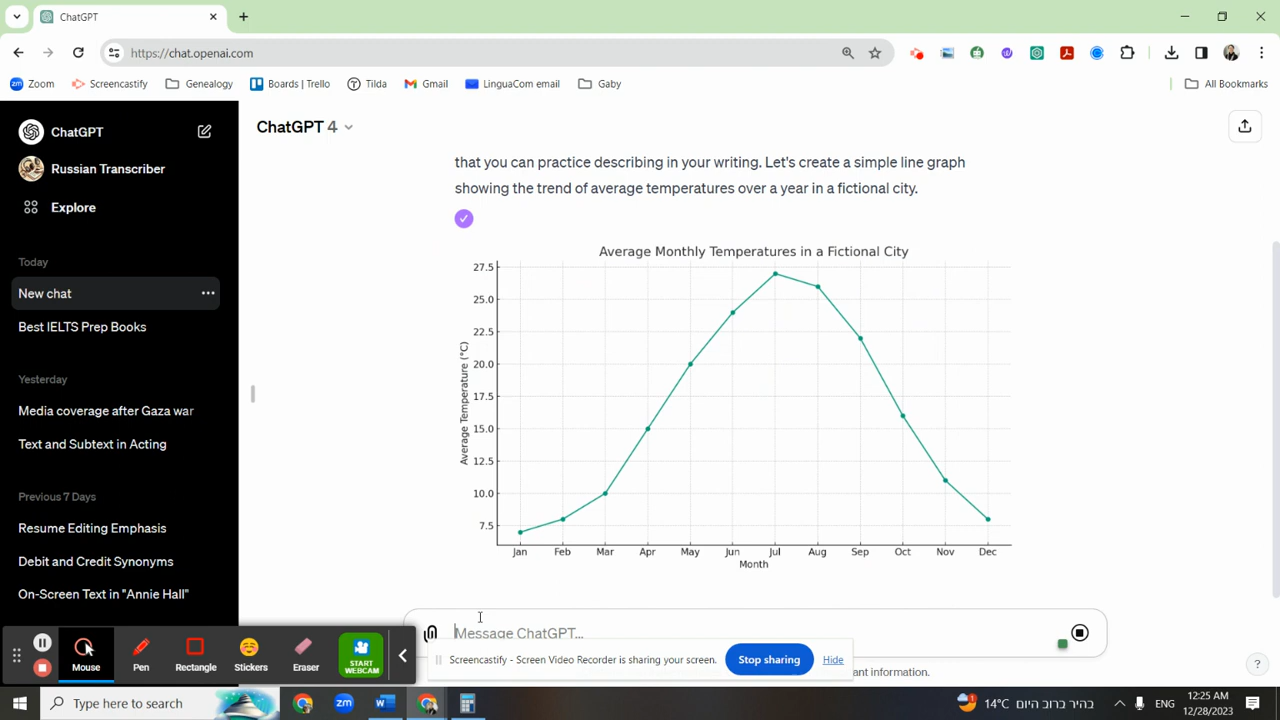 ChatGPT
https://chat.openai.com
Zoom
Screencastify
Genealogy
Boards | Trello
Tilda
Gmail
LinguaCom email
Gaby
All Bookmarks
ChatGPT
Russian Transcriber
Explore
Today
New chat
Best IELTS Prep Books
Yesterday
Media coverage after Gaza war
Text and Subtext in Acting
Previous 7 Days
Resume Editing Emphasis
Debit and Credit Synonyms
On-Screen Text in "Annie Hall"
ChatGPT 4
that you can practice describing in your writing. Let's create a simple line graph
showing the trend of average temperatures over a year in a fictional city.
Average Monthly Temperatures in a Fictional City
Average Temperature (°C)
27.5
25.0
22.5
20.0
17.5
15.0
12.5
10.0
7.5
Jan Feb Mar Apr May Jun Jul Aug Sep Oct Nov Dec
Month
Message ChatGPT...
ant information.
?
Mouse
Pen
Rectangle
Stickers
Eraser
START
WEBCAM
Screencastify - Screen Video Recorder is sharing your screen.
Stop sharing
Hide
Type here to search
14°C בהיר ברוב היום
ENG
12:25 AM
12/28/2023